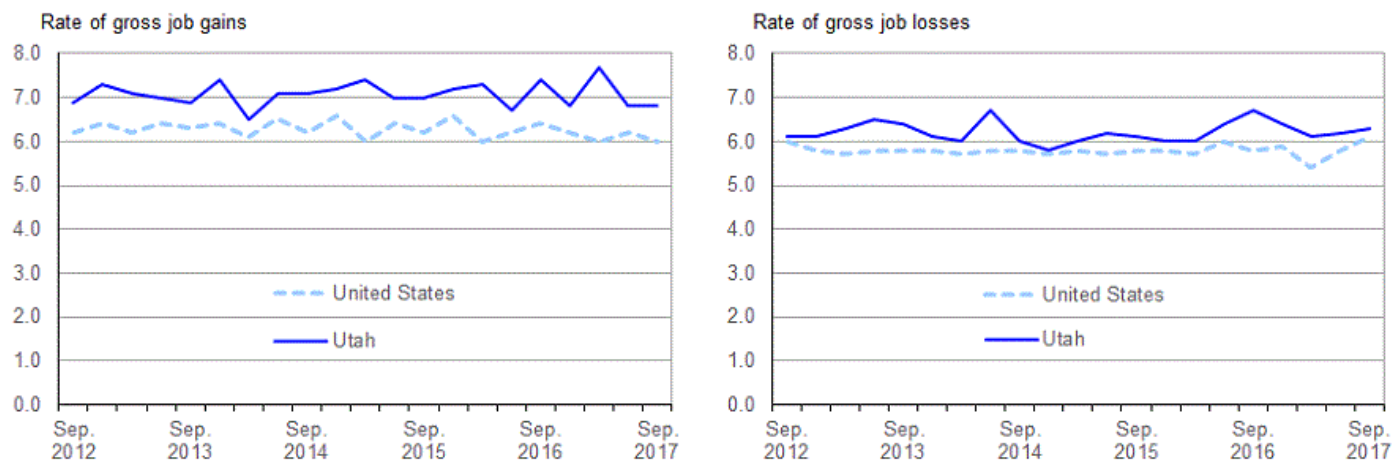 Rate of gross job gains
8.0
7.0
6.0
5.0
4.0
3.0
2.0
1.0
0.0
United States
Utah
Sep. Sep. Sep. Sep. Sep. Sep.
2012 2013 2014 2015 2016 2017
Rate of gross job losses
8.0
7.0
6.0
5.0
4.0
3.0
2.0
1.0
0.0
United States
Utah
Sep. Sep. Sep. Sep. Sep. Sep.
2012 2013 2014 2015 2016 2017